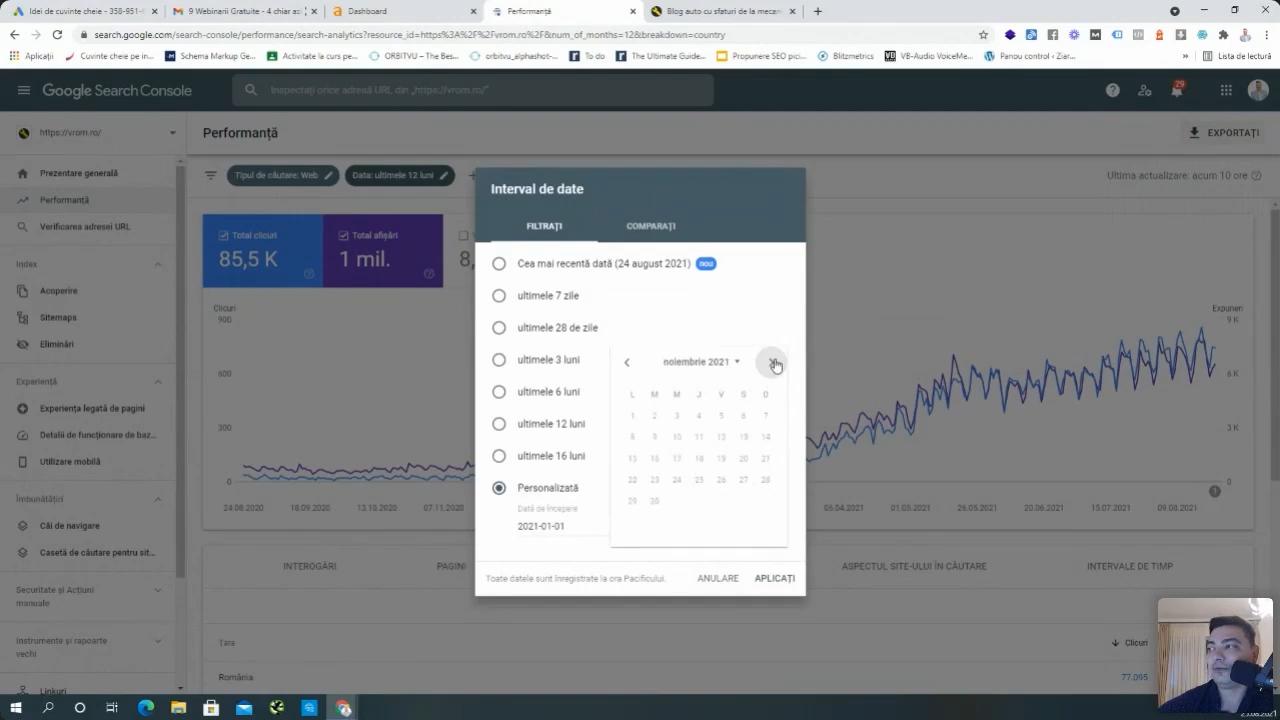 Idei de cuvinte cheie - 358-951-5
9 Webinarii Gratuite - 4 chiar as
Dashboard
Performanță
Blog auto cu sfaturi de la mecan
search.google.com/search-console/performance/search-analytics?resource_id=https%3A%2F%2Fvrom.ro%2F&num_of_months=12&breakdown=country
Aplicații
Cuvinte cheie - Pla...
Schema Markup Ge...
Activitate la curs pe...
ORBITVU – The Bes...
orbitvu_alphashot-...
To do
The Ultimate Guide...
Propunere SEO pici...
Blitzmetrics
VB-Audio VoiceMe...
Panou control ‹ Ziar...
»
Lista de lectură
Google Search Console
Inspectați orice adresă URL din „https://vrom.ro/”
29
https://vrom.ro/
Performanță
EXPORTAȚI
Prezentare generală
Performanță
Verificarea adresei URL
Index
Acoperire
Sitemaps
Eliminări
Experiență
Experiența legată de pagini
Detalii de funcționare de baz...
Utilizare mobilă
Îmbunătățiri
Căi de navigare
Casetă de căutare pentru sit...
Securitate și Acțiuni
manuale
Instrumente și rapoarte
vechi
Linkuri
Tipul de căutare: Web
Data: ultimele 12 luni
Ultima actualizare: acum 10 ore
Total clicuri
85,5 K
Total afișări
1 mil.
8,
Clicuri
900
600
300
0
Expuneri
9 K
6 K
3 K
0
24.08.2020
18.09.2020
13.10.2020
07.11.2020
06.04.2021
01.05.2021
26.05.2021
20.06.2021
15.07.2021
09.08.2021
1
Interval de date
FILTRAȚI
COMPARAȚI
Cea mai recentă dată (24 august 2021) nou
ultimele 7 zile
ultimele 28 de zile
ultimele 3 luni
ultimele 6 luni
ultimele 12 luni
ultimele 16 luni
Personalizată
Dată de începere
2021-01-01
noiembrie 2021
L M M J V S D
1 2 3 4 5 6 7
8 9 10 11 12 13 14
15 16 17 18 19 20 21
22 23 24 25 26 27 28
29 30
Toate datele sunt înregistrate la ora Pacificului.
ANULARE
APLICAȚI
INTEROGĂRI
PAGINI
ASPECTUL SITE-ULUI ÎN CĂUTARE
INTERVALE DE TIMP
Țara
Clicuri
România
77.095